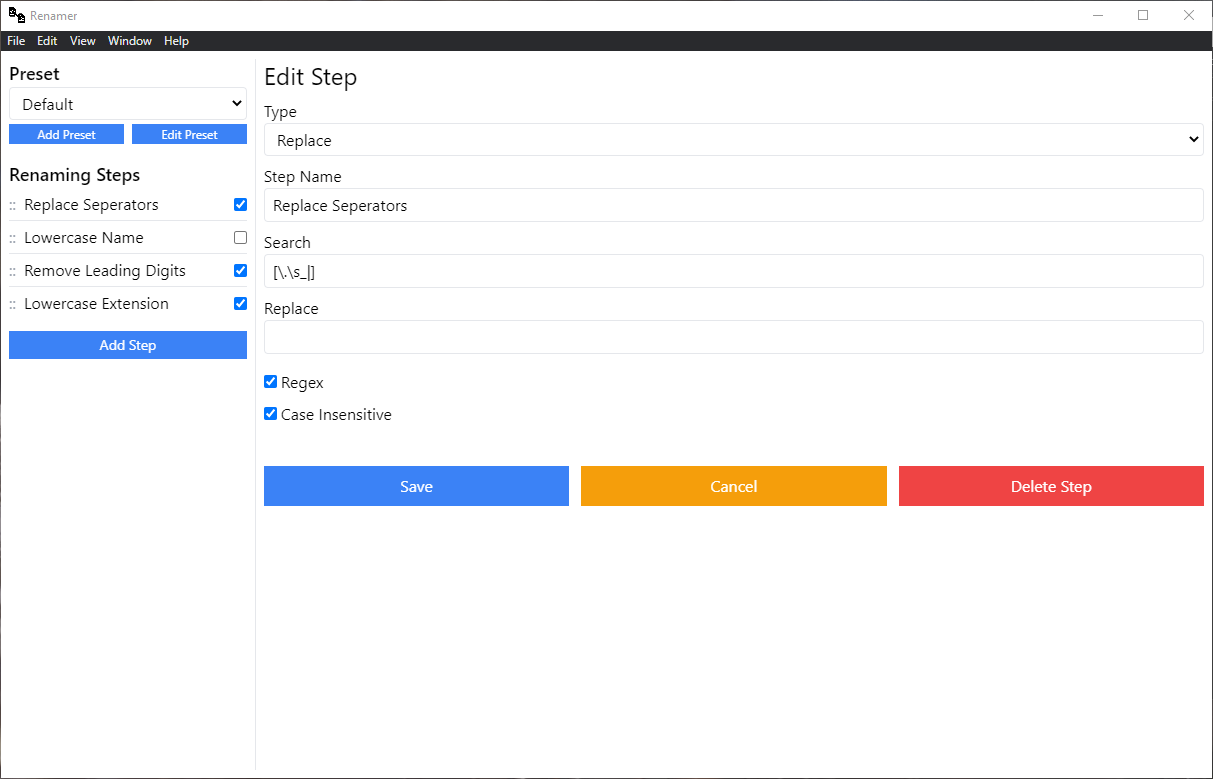 Renamer
File Edit View Window Help
Preset
Default
Add Preset Edit Preset
Renaming Steps
:: Replace Seperators
:: Lowercase Name
:: Remove Leading Digits
:: Lowercase Extension
Add Step
Edit Step
Type
Replace
Step Name
Replace Seperators
Search
[\.\s_|]
Replace
Regex
Case Insensitive
Save Cancel Delete Step